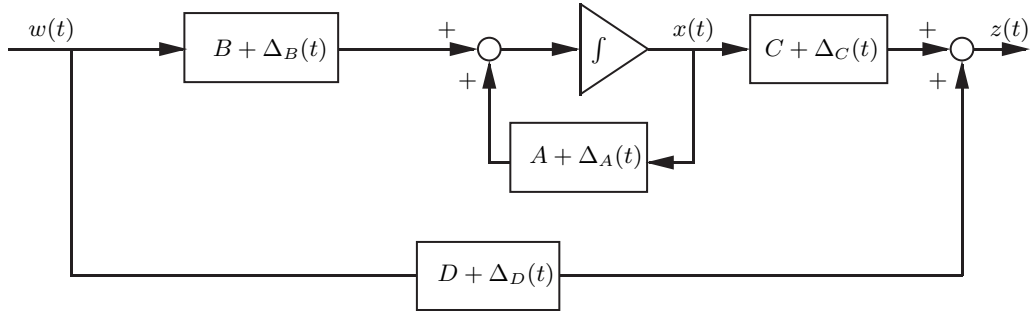 w(t)
B + Δ_B(t)
+
+
∫
x(t)
C + Δ_C(t)
+
+
z(t)
A + Δ_A(t)
D + Δ_D(t)